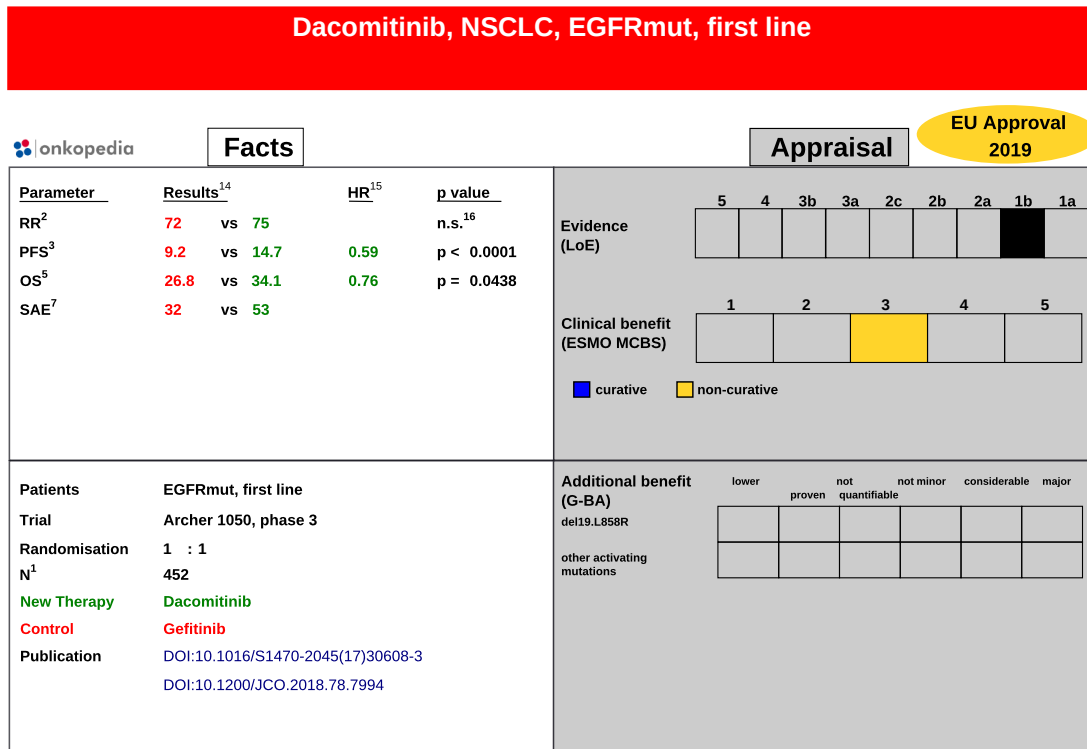 Dacomitinib, NSCLC, EGFRmut, first line
onkopedia
Facts
Appraisal
EU Approval
2019
Parameter Results14 HR15 p value
RR2 72 vs 75 n.s.16
PFS3 9.2 vs 14.7 0.59 p < 0.0001
OS5 26.8 vs 34.1 0.76 p = 0.0438
SAE7 32 vs 53
5 4 3b 3a 2c 2b 2a 1b 1a
Evidence
(LoE)
1 2 3 4 5
Clinical benefit
(ESMO MCBS)
curative non-curative
Patients EGFRmut, first line
Trial Archer 1050, phase 3
Randomisation 1 : 1
N1 452
New Therapy Dacomitinib
Control Gefitinib
Publication DOI:10.1016/S1470-2045(17)30608-3
DOI:10.1200/JCO.2018.78.7994
Additional benefit
(G-BA)
lower not not minor considerable major
proven quantifiable
del19.L858R
other activating
mutations